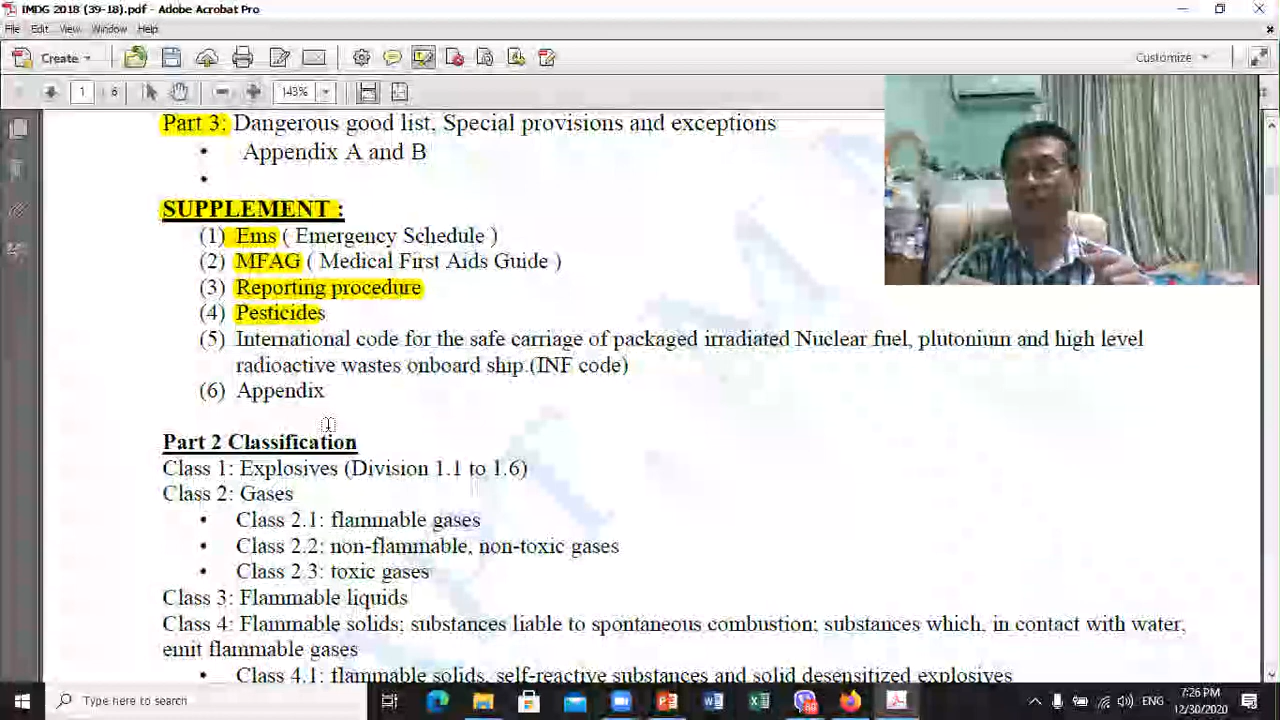 IMDG 2018 (39-18).pdf - Adobe Acrobat Pro
File Edit View Window Help
Create Customize
1 / 6 143%
Part 3: Dangerous good list, Special provisions and exceptions
• Appendix A and B
•
SUPPLEMENT :
(1) Ems ( Emergency Schedule )
(2) MFAG ( Medical First Aids Guide )
(3) Reporting procedure
(4) Pesticides
(5) International code for the safe carriage of packaged irradiated Nuclear fuel, plutonium and high level
radioactive wastes onboard ship.(INF code)
(6) Appendix
Part 2 Classification
Class 1: Explosives (Division 1.1 to 1.6)
Class 2: Gases
• Class 2.1: flammable gases
• Class 2.2: non-flammable, non-toxic gases
• Class 2.3: toxic gases
Class 3: Flammable liquids
Class 4: Flammable solids; substances liable to spontaneous combustion; substances which, in contact with water,
emit flammable gases
• Class 4.1: flammable solids, self-reactive substances and solid desensitized explosives
Type here to search
ENG
7:26 PM
12/30/2020